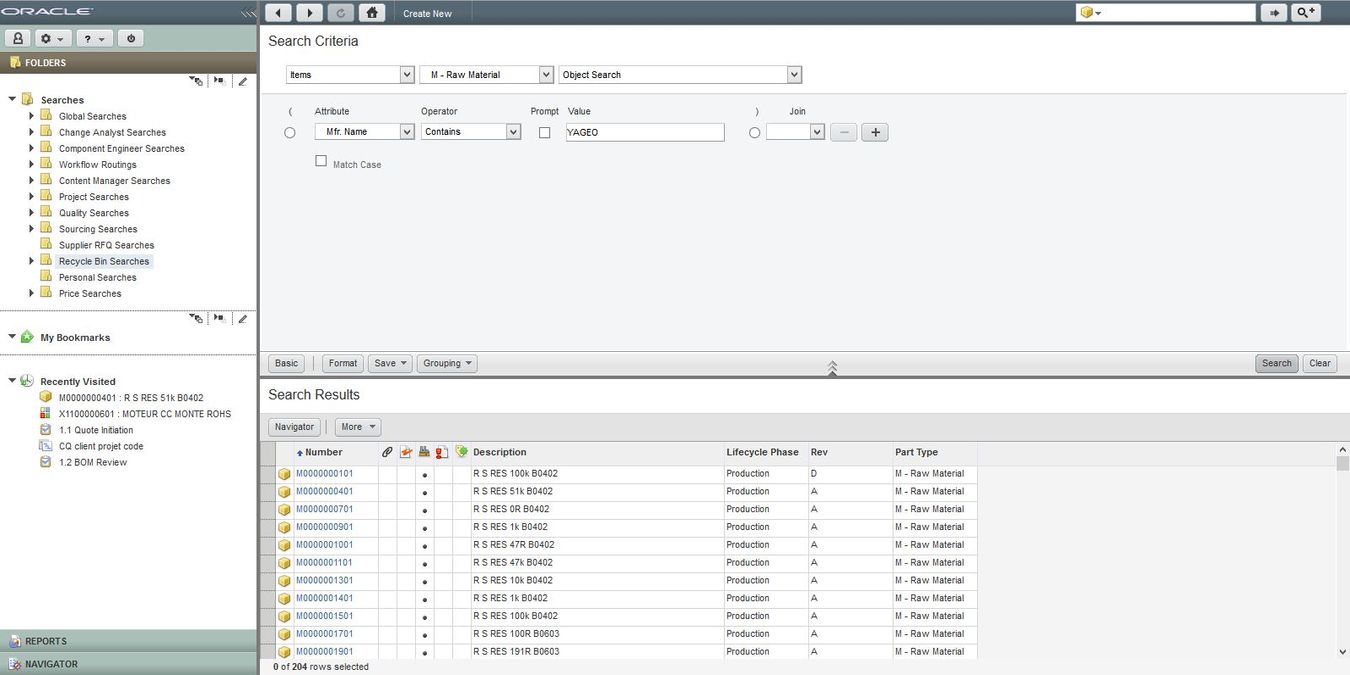 ORACLE
Create New
?
FOLDERS
Searches
Global Searches
Change Analyst Searches
Component Engineer Searches
Workflow Routings
Content Manager Searches
Project Searches
Quality Searches
Sourcing Searches
Supplier RFQ Searches
Recycle Bin Searches
Personal Searches
Price Searches
My Bookmarks
Recently Visited
M0000000401 : R S RES 51k B0402
X1100000601 : MOTEUR CC MONTE ROHS
1.1 Quote Initiation
CQ client projet code
1.2 BOM Review
REPORTS
NAVIGATOR
Search Criteria
Items M - Raw Material Object Search
( Attribute Operator Prompt Value ) Join
Mfr. Name Contains YAGEO − +
Match Case
Basic Format Save Grouping Search Clear
Search Results
Navigator More
Number Description Lifecycle Phase Rev Part Type
M0000000101 R S RES 100k B0402 Production D M - Raw Material
M0000000401 R S RES 51k B0402 Production A M - Raw Material
M0000000701 R S RES 0R B0402 Production A M - Raw Material
M0000000901 R S RES 1k B0402 Production A M - Raw Material
M0000001001 R S RES 47R B0402 Production A M - Raw Material
M0000001101 R S RES 47k B0402 Production A M - Raw Material
M0000001301 R S RES 10k B0402 Production A M - Raw Material
M0000001401 R S RES 1k B0402 Production A M - Raw Material
M0000001501 R S RES 100k B0402 Production A M - Raw Material
M0000001701 R S RES 100R B0603 Production A M - Raw Material
M0000001901 R S RES 191R B0603 Production A M - Raw Material
0 of 204 rows selected